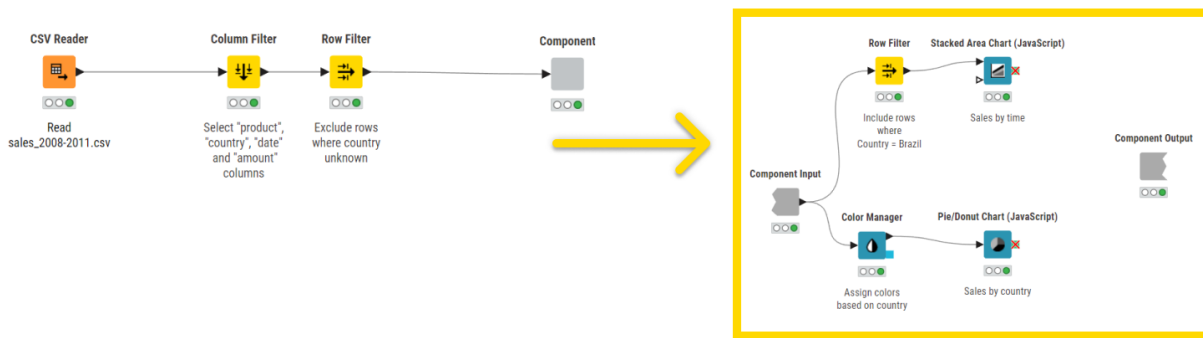 CSV Reader
Read
sales_2008-2011.csv
Column Filter
Select "product",
"country", "date"
and "amount"
columns
Row Filter
Exclude rows
where country
unknown
Component
Row Filter
Include rows
where
Country = Brazil
Stacked Area Chart (JavaScript)
Sales by time
Component Input
Color Manager
Assign colors
based on country
Pie/Donut Chart (JavaScript)
Sales by country
Component Output